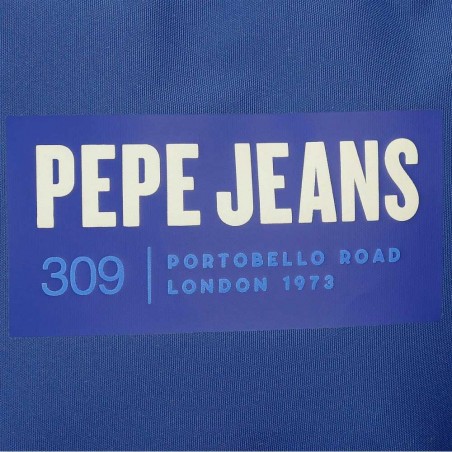 PEPE JEANS
309 | PORTOBELLO ROAD
LONDON 1973